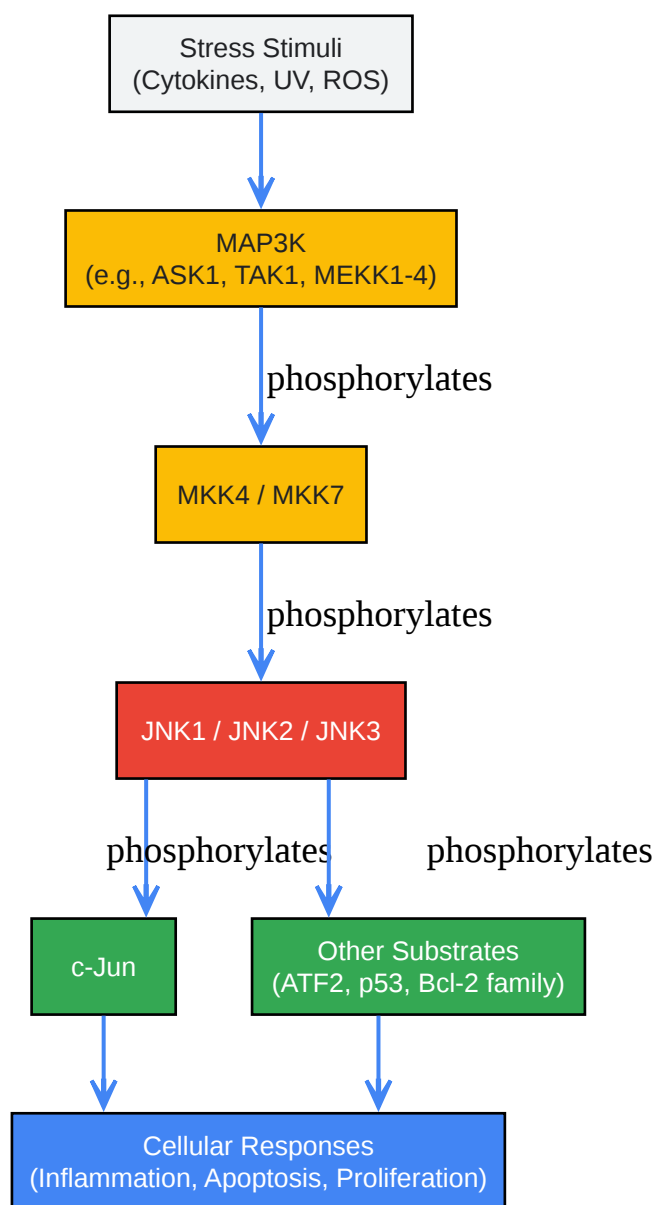 Stress Stimuli
(Cytokines, UV, ROS)
MAP3K
(e.g., ASK1, TAK1, MEKK1-4)
phosphorylates
MKK4 / MKK7
phosphorylates
JNK1 / JNK2 / JNK3
phosphorylates
phosphorylates
c-Jun
Other Substrates
(ATF2, p53, Bcl-2 family)
Cellular Responses
(Inflammation, Apoptosis, Proliferation)